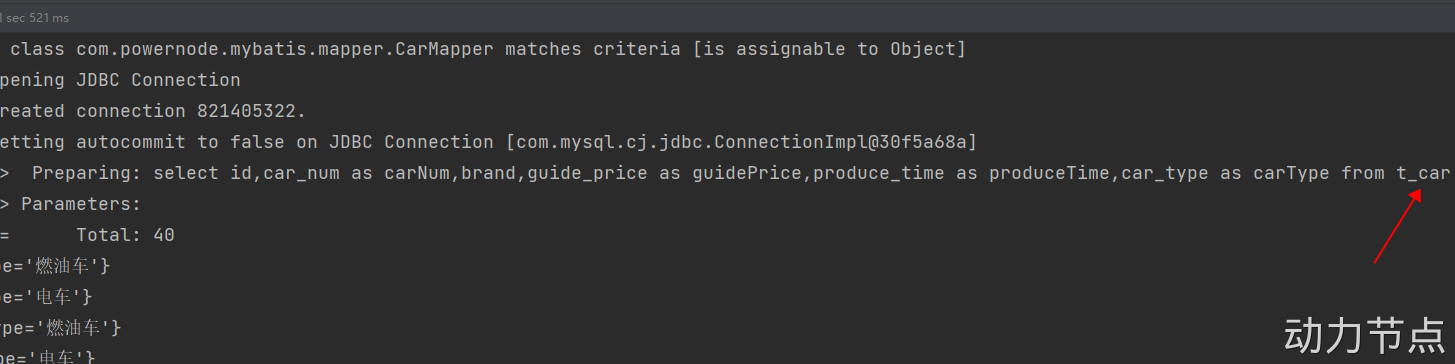 1 sec 521 ms
class com.powernode.mybatis.mapper.CarMapper matches criteria [is assignable to Object]
pening JDBC Connection
reated connection 821405322.
etting autocommit to false on JDBC Connection [com.mysql.cj.jdbc.ConnectionImpl@30f5a68a]
>  Preparing: select id,car_num as carNum,brand,guide_price as guidePrice,produce_time as produceTime,car_type as carType from t_car
> Parameters:
=      Total: 40
pe='燃油车'}
pe='电车'}
ype='燃油车'}
pe='电车'}
动力节点